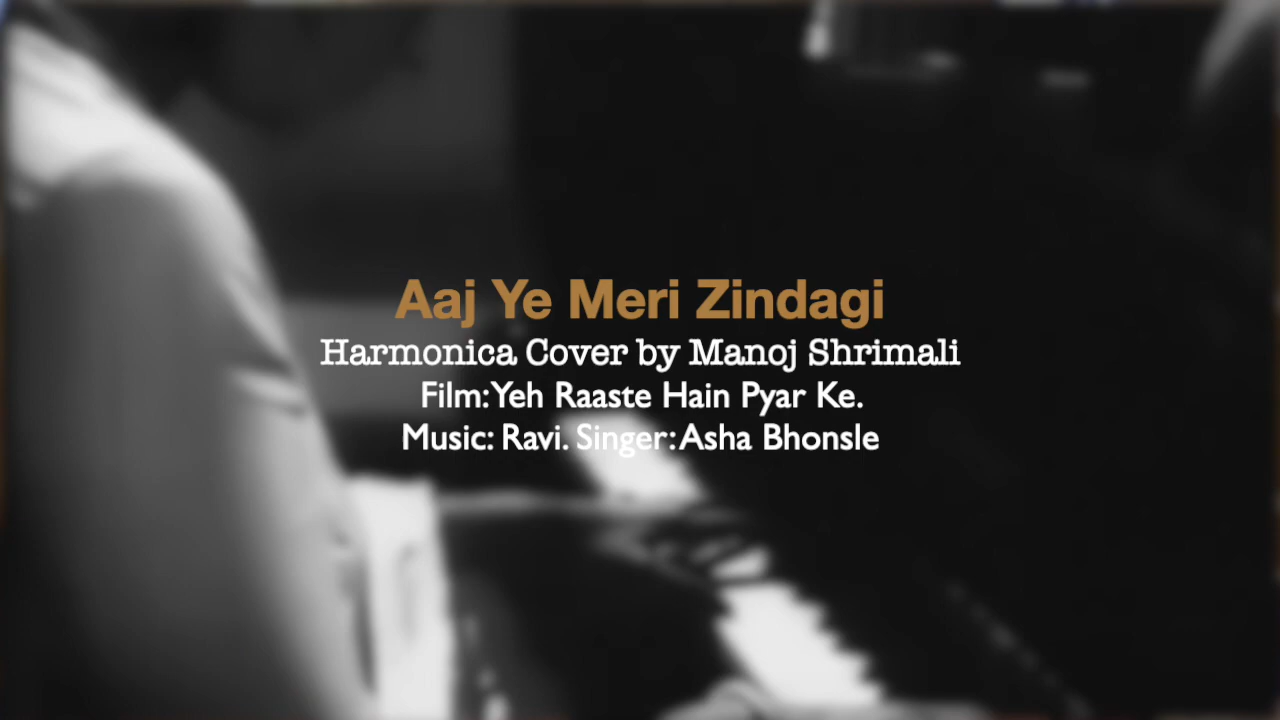 Aaj Ye Meri Zindagi
Harmonica Cover by Manoj Shrimali
Film:Yeh Raaste Hain Pyar Ke.
Music: Ravi. Singer:Asha Bhonsle